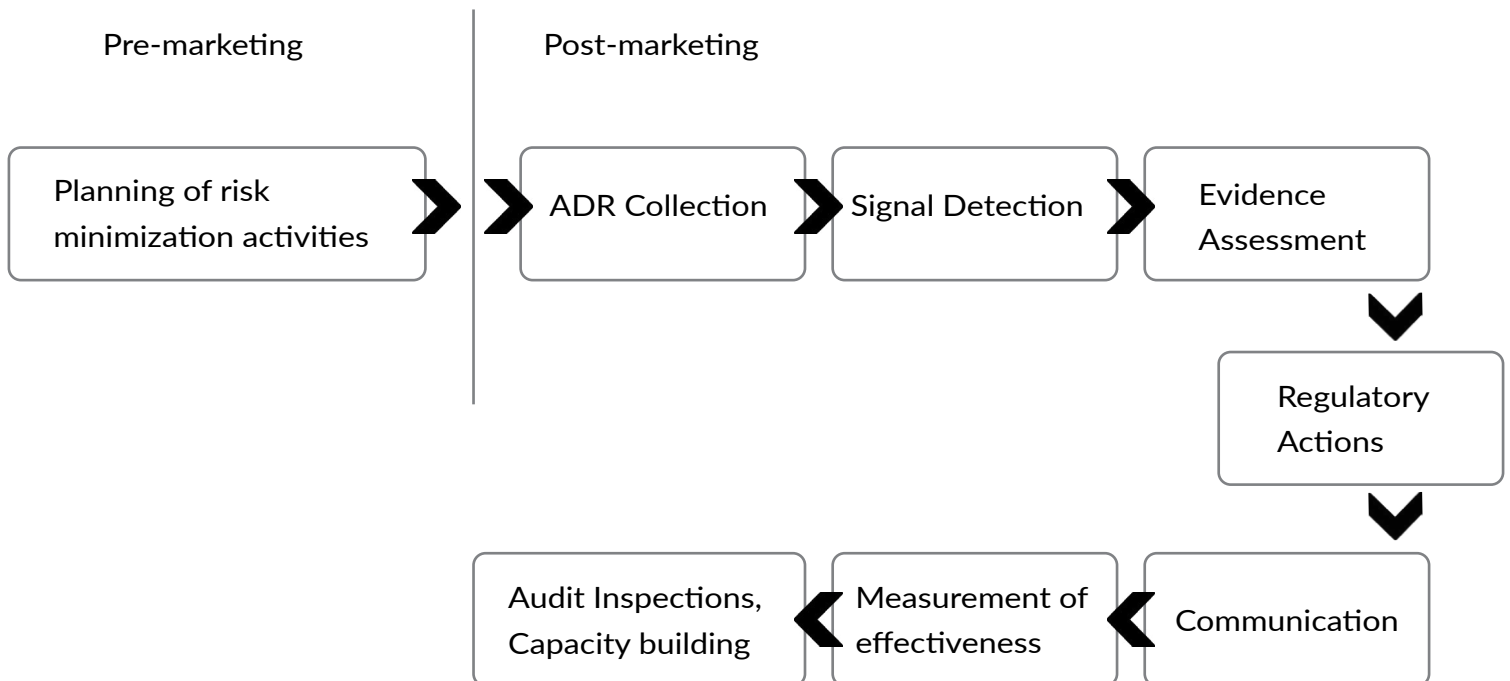 Pre-marketing
Post-marketing
Planning of risk
minimization activities
ADR Collection
Signal Detection
Evidence
Assessment
Regulatory
Actions
Communication
Measurement of
effectiveness
Audit Inspections,
Capacity building